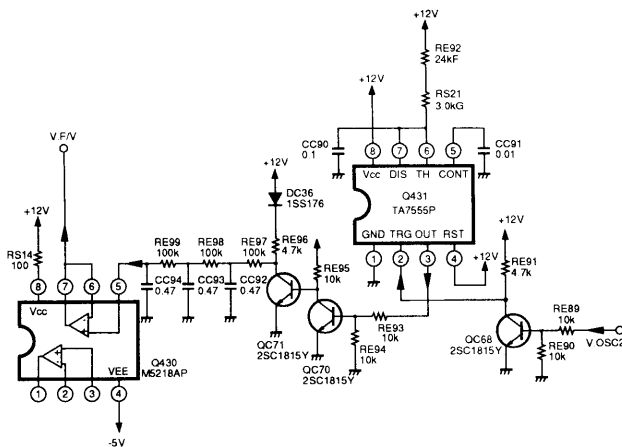 +12V
RE92
24kF
+12V
RS21
3.0kG
V.F/V
CC90
0.1
CC91
0.01
8 7 6 5
Vcc DIS TH CONT
+12V
DC36
1SS176
Q431
TA7555P
+12V
+12V
GND TRG OUT RST
RS14
100
RE99
100k
RE98
100k
RE97
100k
RE96
4.7k
1 2 3 4
+12V
RE91
4.7k
RE95
10k
8 7 6 5
CC94
0.47
CC93
0.47
CC92
0.47
RE89
10k
Vcc
- +
RE93
10k
QC68
2SC1815Y
V OSC2
+ -
QC71
2SC1815Y
RE94
10k
RE90
10k
VEE
Q430
M5218AP
QC70
2SC1815Y
1 2 3 4
-5V